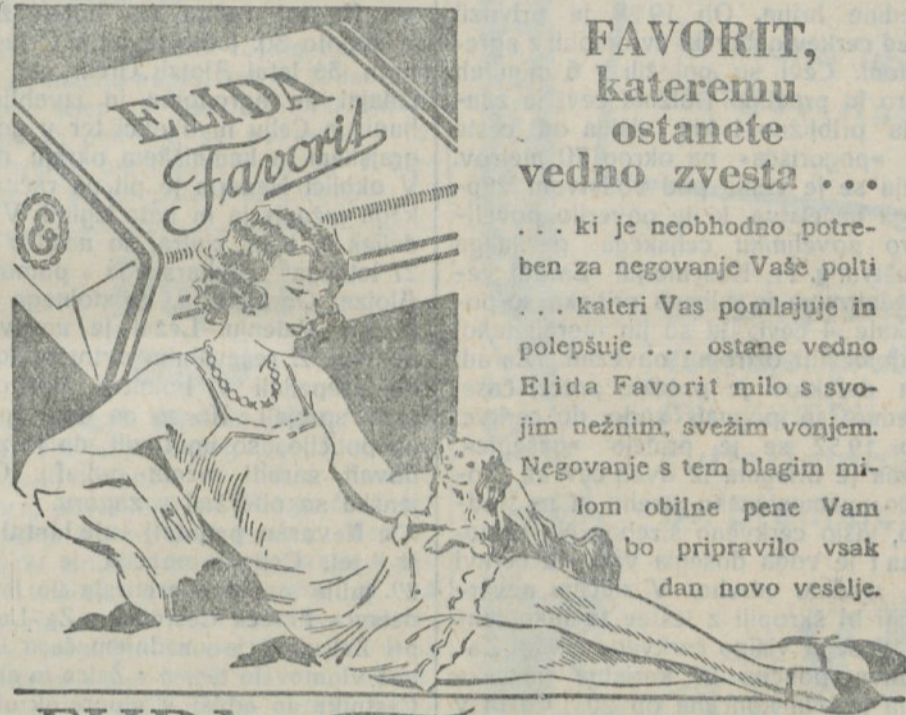 ELIDA
Favorit
FAVORIT,
kateremu
ostanete
vedno zvesta ...
.... ki je neobhodno potre-
ben za negovanje Vaše polti
.... kateri Vas pomlajuje in
polepšuje ... ostane vedno
Elida Favorit milo s svo-
jim nežnim, svežim vonjem.
Negovanje s tem blagim mi-
lom obilne pene Vam
bo pripravilo vsak
dan novo veselje.